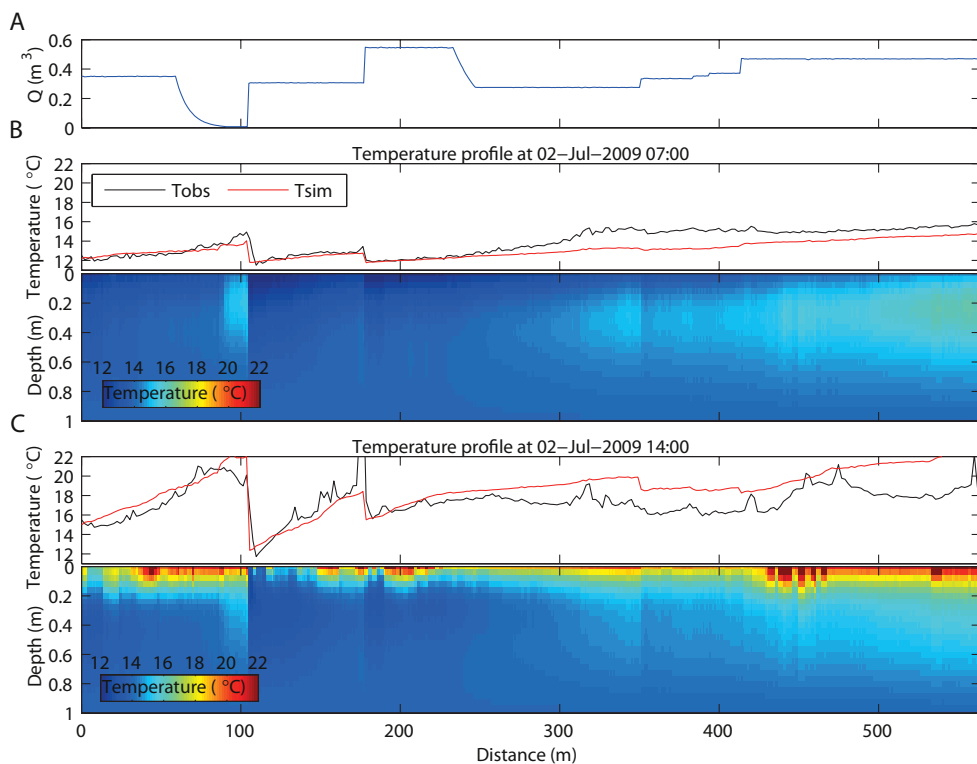 A
0.6
0.4
0.2
0
Q (m³)
B
Temperature profile at 02−Jul−2009 07:00
22
20
18
16
14
12
Temperature ( °C)
Tobs Tsim
0
0.2
0.4
0.6
0.8
1
Depth (m)
12 14 16 18 20 22
Temperature ( °C)
C
Temperature profile at 02−Jul−2009 14:00
22
20
18
16
14
12
Temperature ( °C)
0
0.2
0.4
0.6
0.8
1
Depth (m)
12 14 16 18 20 22
Temperature ( °C)
0 100 200 300 400 500
Distance (m)